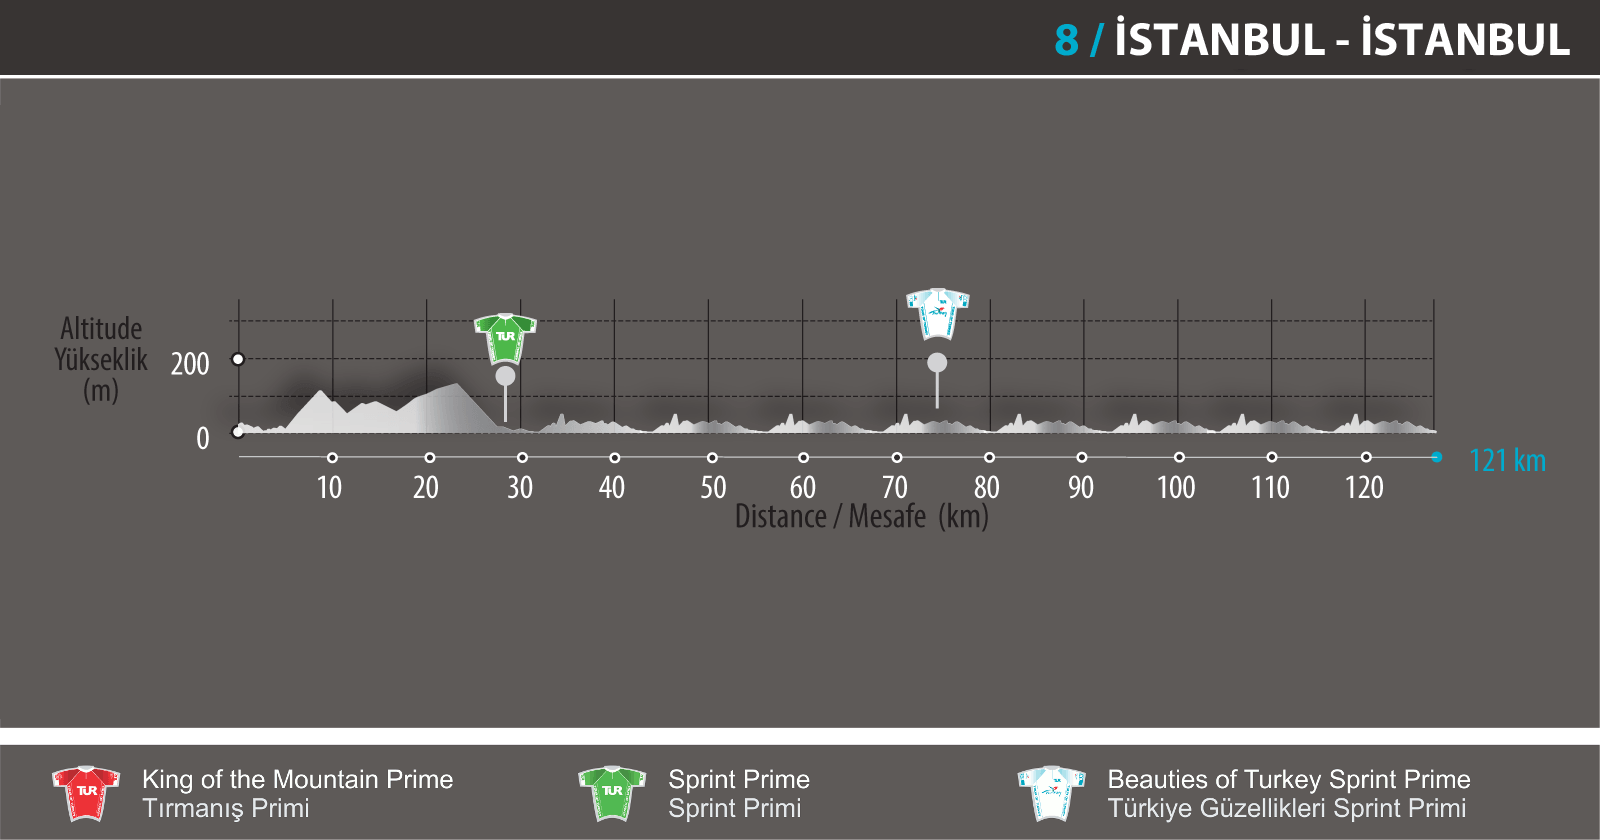 8 / İSTANBUL - İSTANBUL
Altitude
Yükseklik
(m)
200
0
TUR
Turkey
10 20 30 40 50 60 70 80 90 100 110 120
121 km
Distance / Mesafe (km)
TUR
King of the Mountain Prime
Tırmanış Primi
TUR
Sprint Prime
Sprint Primi
Turkey
Beauties of Turkey Sprint Prime
Türkiye Güzellikleri Sprint Primi